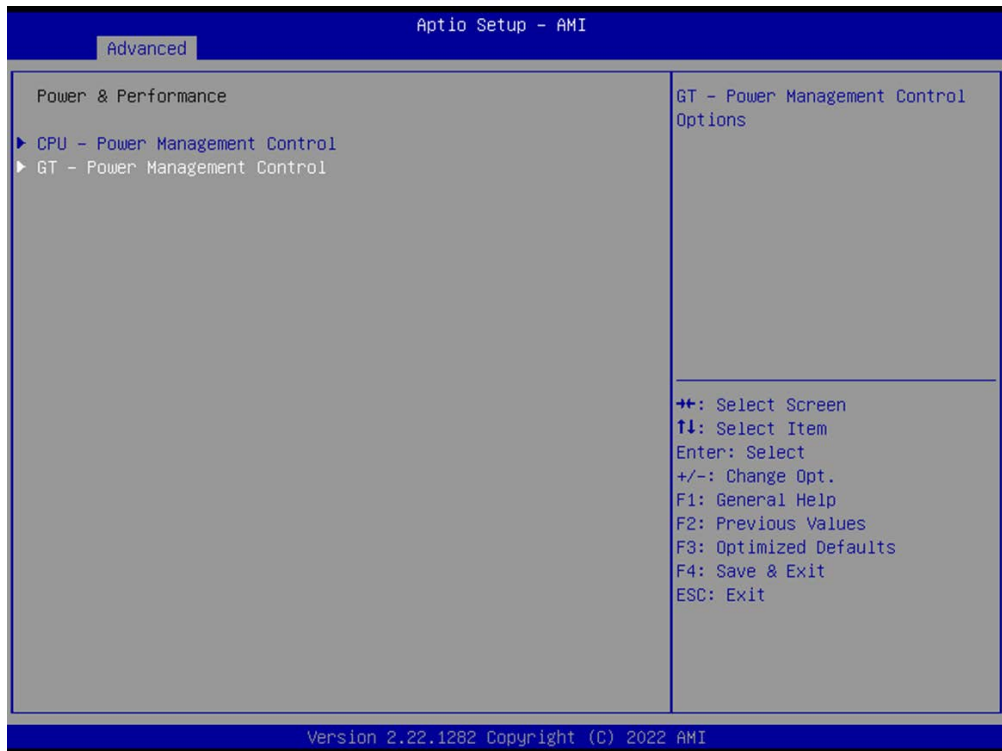 Aptio Setup – AMI
Advanced
Power & Performance
CPU – Power Management Control
GT – Power Management Control
GT – Power Management Control
Options
→←: Select Screen
↑↓: Select Item
Enter: Select
+/-: Change Opt.
F1: General Help
F2: Previous Values
F3: Optimized Defaults
F4: Save & Exit
ESC: Exit
Version 2.22.1282 Copyright (C) 2022 AMI